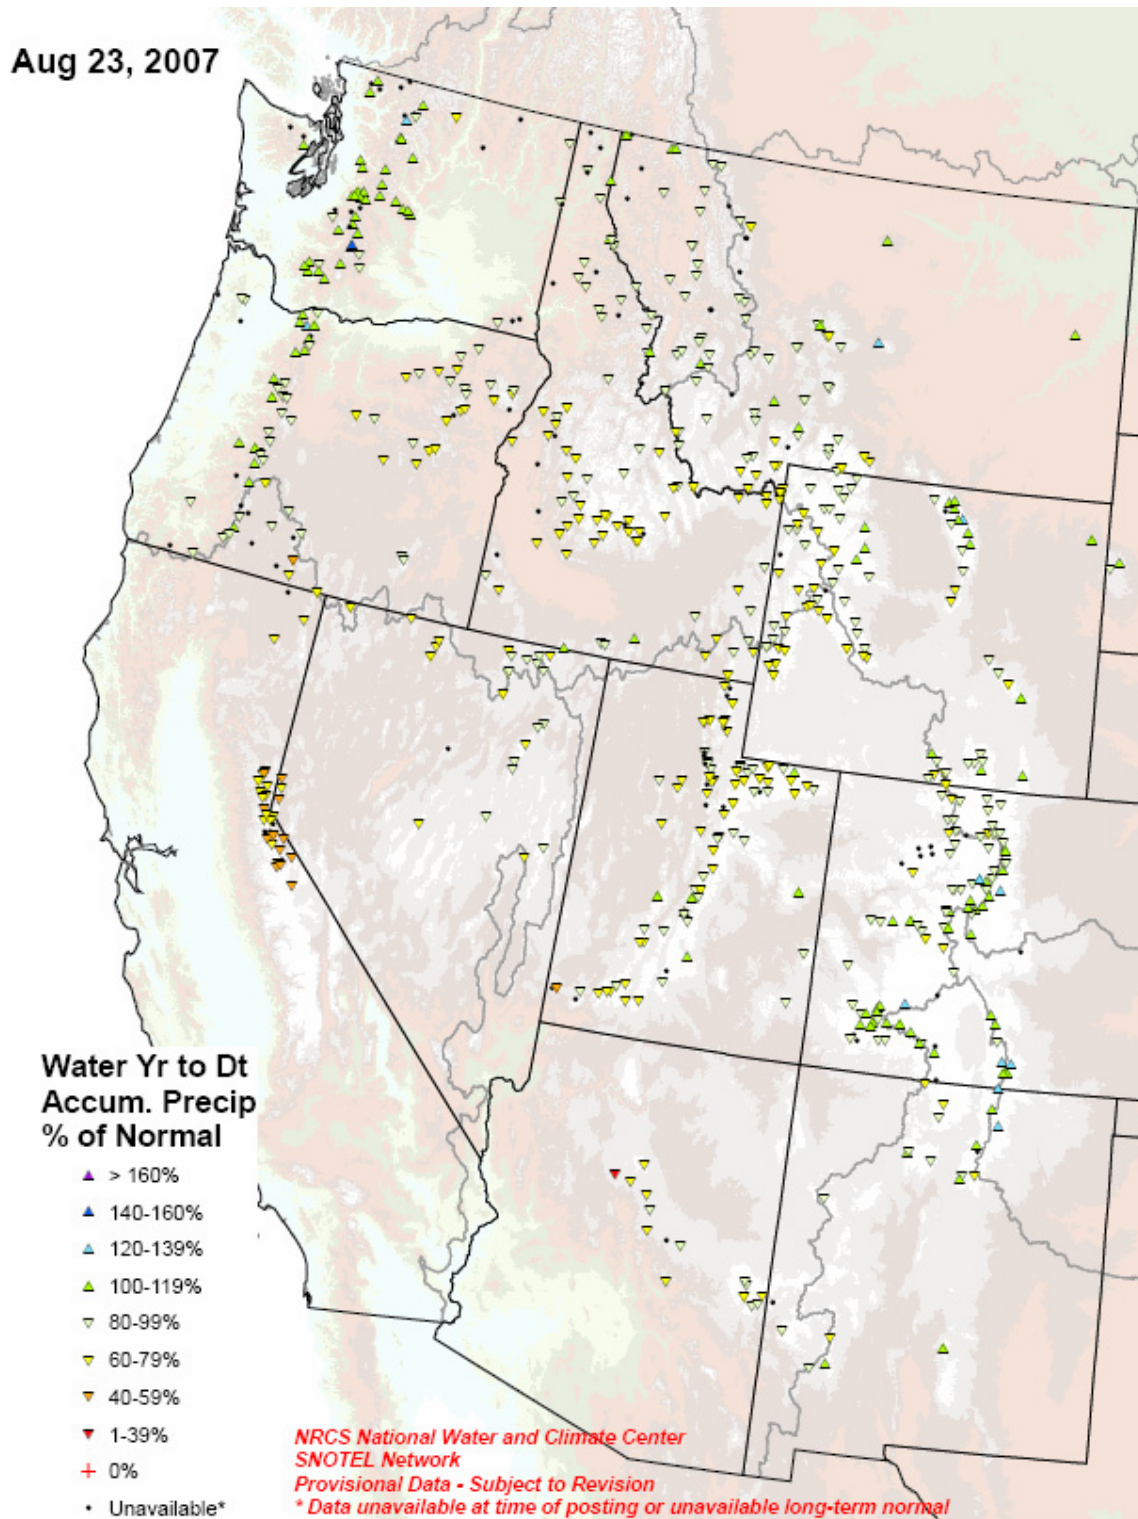 Aug 23, 2007
Water Yr to Dt
Accum. Precip
% of Normal
> 160%
140-160%
120-139%
100-119%
80-99%
60-79%
40-59%
1-39%
0%
Unavailable*
NRCS National Water and Climate Center
SNOTEL Network
Provisional Data - Subject to Revision
* Data unavailable at time of posting or unavailable long-term normal